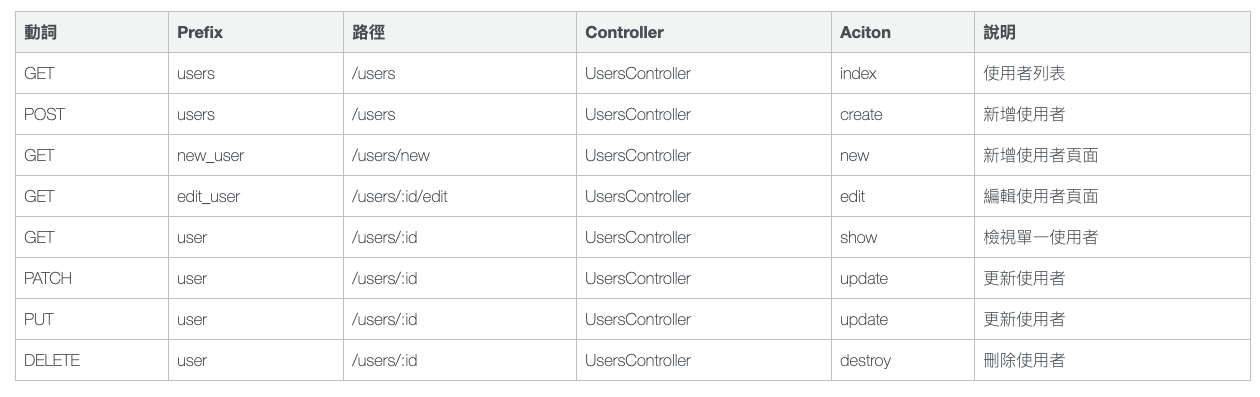 動詞 Prefix 路徑 Controller Aciton 說明
GET users /users UsersController index 使用者列表
POST users /users UsersController create 新增使用者
GET new_user /users/new UsersController new 新增使用者頁面
GET edit_user /users/:id/edit UsersController edit 編輯使用者頁面
GET user /users/:id UsersController show 檢視單一使用者
PATCH user /users/:id UsersController update 更新使用者
PUT user /users/:id UsersController update 更新使用者
DELETE user /users/:id UsersController destroy 刪除使用者